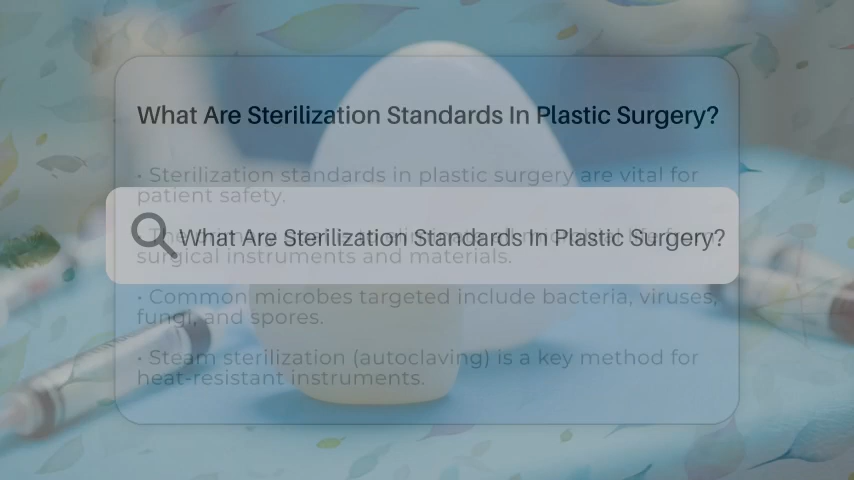 What Are Sterilization Standards In Plastic Surgery?
• Sterilization standards in plastic surgery are vital for
patient safety.
What Are Sterilization Standards In Plastic Surgery?
surgical instruments and materials.
• Common microbes targeted include bacteria, viruses,
fungi, and spores.
• Steam sterilization (autoclaving) is a key method for
heat-resistant instruments.